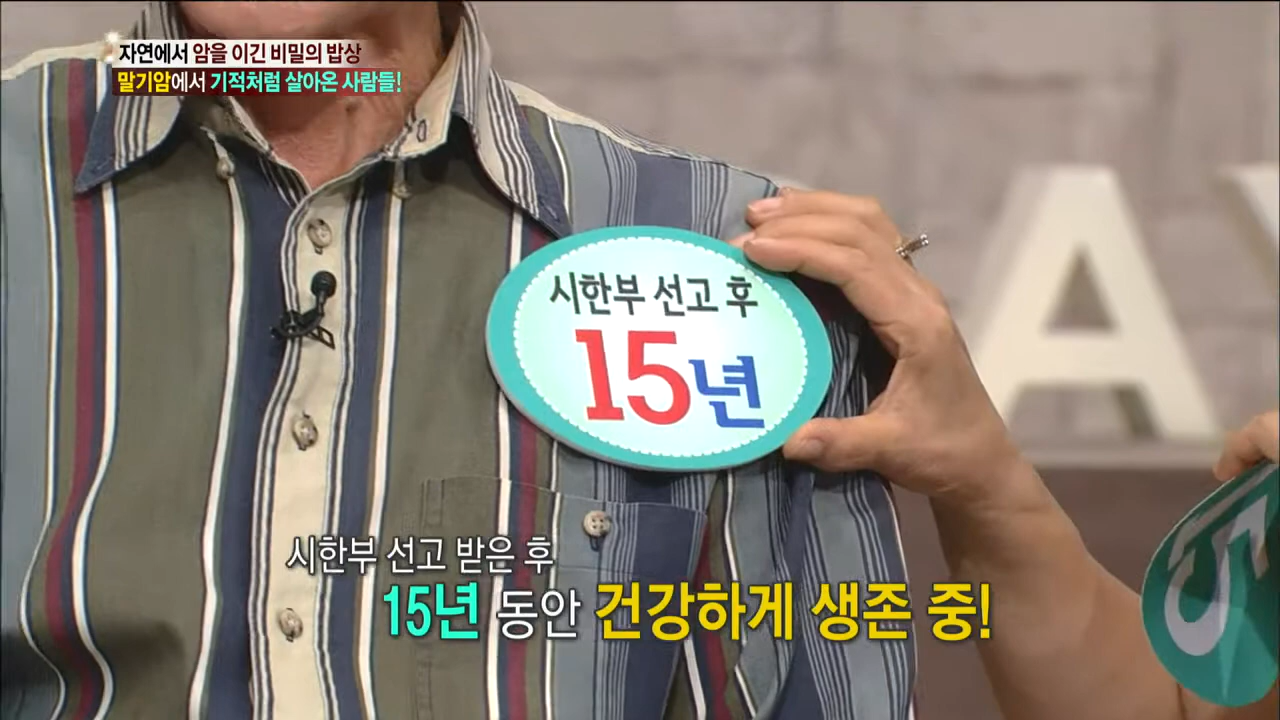 자연에서 암을 이긴 비밀의 밥상
말기암에서 기적처럼 살아온 사람들!
시한부 선고 후
15년
A
시한부 선고 받은 후
15년 동안 건강하게 생존 중!